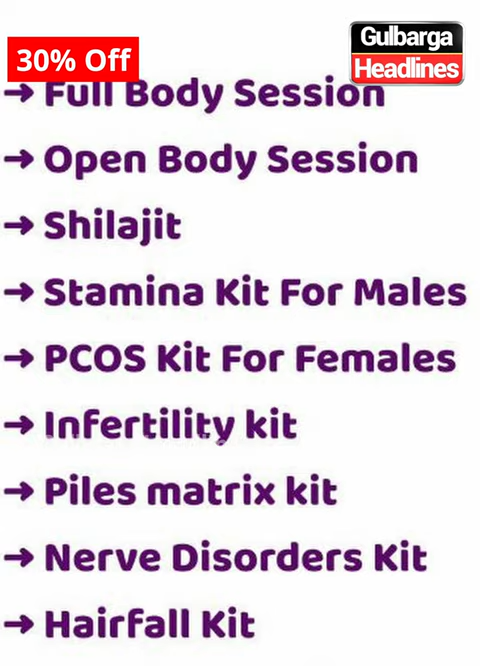 Gulbarga
Headlines
30% Off
→ Full Body Session
→ Open Body Session
→ Shilajit
→ Stamina Kit For Males
→ PCOS Kit For Females
→ Infertility kit
→ Piles matrix kit
→ Nerve Disorders Kit
→ Hairfall Kit